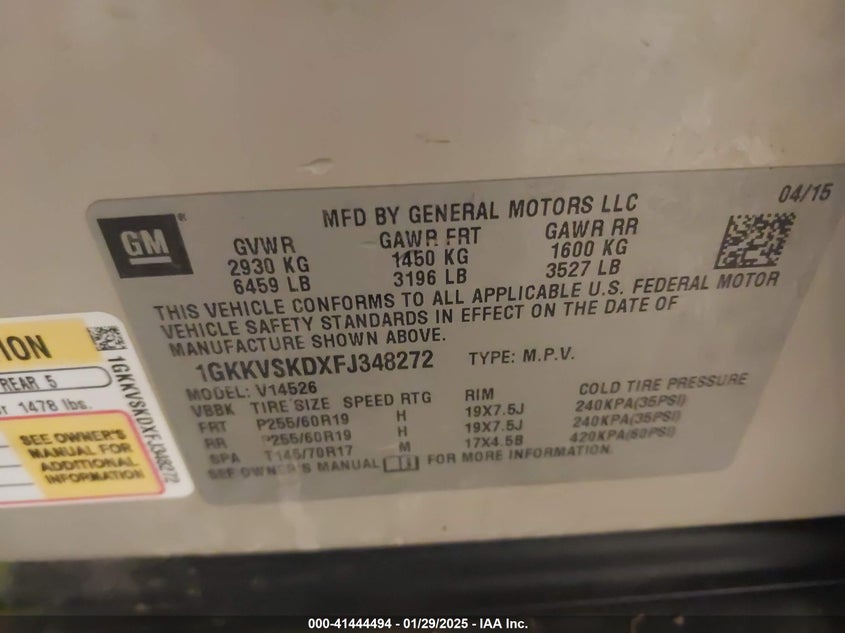 04/15
GM®
MFD BY GENERAL MOTORS LLC
GVWR GAWR FRT GAWR RR
2930 KG 1450 KG 1600 KG
6459 LB 3196 LB 3527 LB
THIS VEHICLE CONFORMS TO ALL APPLICABLE U.S. FEDERAL MOTOR
VEHICLE SAFETY STANDARDS IN EFFECT ON THE DATE OF
MANUFACTURE SHOWN ABOVE.
1GKKVSKDXFJ348272 TYPE: M.P.V.
MODEL: V14526
VBBK TIRE SIZE SPEED RTG RIM COLD TIRE PRESSURE
FRT P255/60R19 H 19X7.5J 240KPA(35PSI)
RR P255/60R19 H 19X7.5J 240KPA(35PSI)
SPA T145/70R17 M 17X4.5B 420KPA(60PSI)
SEE OWNER'S MANUAL FOR MORE INFORMATION.
ION
REAR 5
1478 lbs.
SEE OWNER'S
MANUAL FOR
ADDITIONAL
INFORMATION
1GKKVSKDXFJ348272
000-41444494 - 01/29/2025 - IAA Inc.